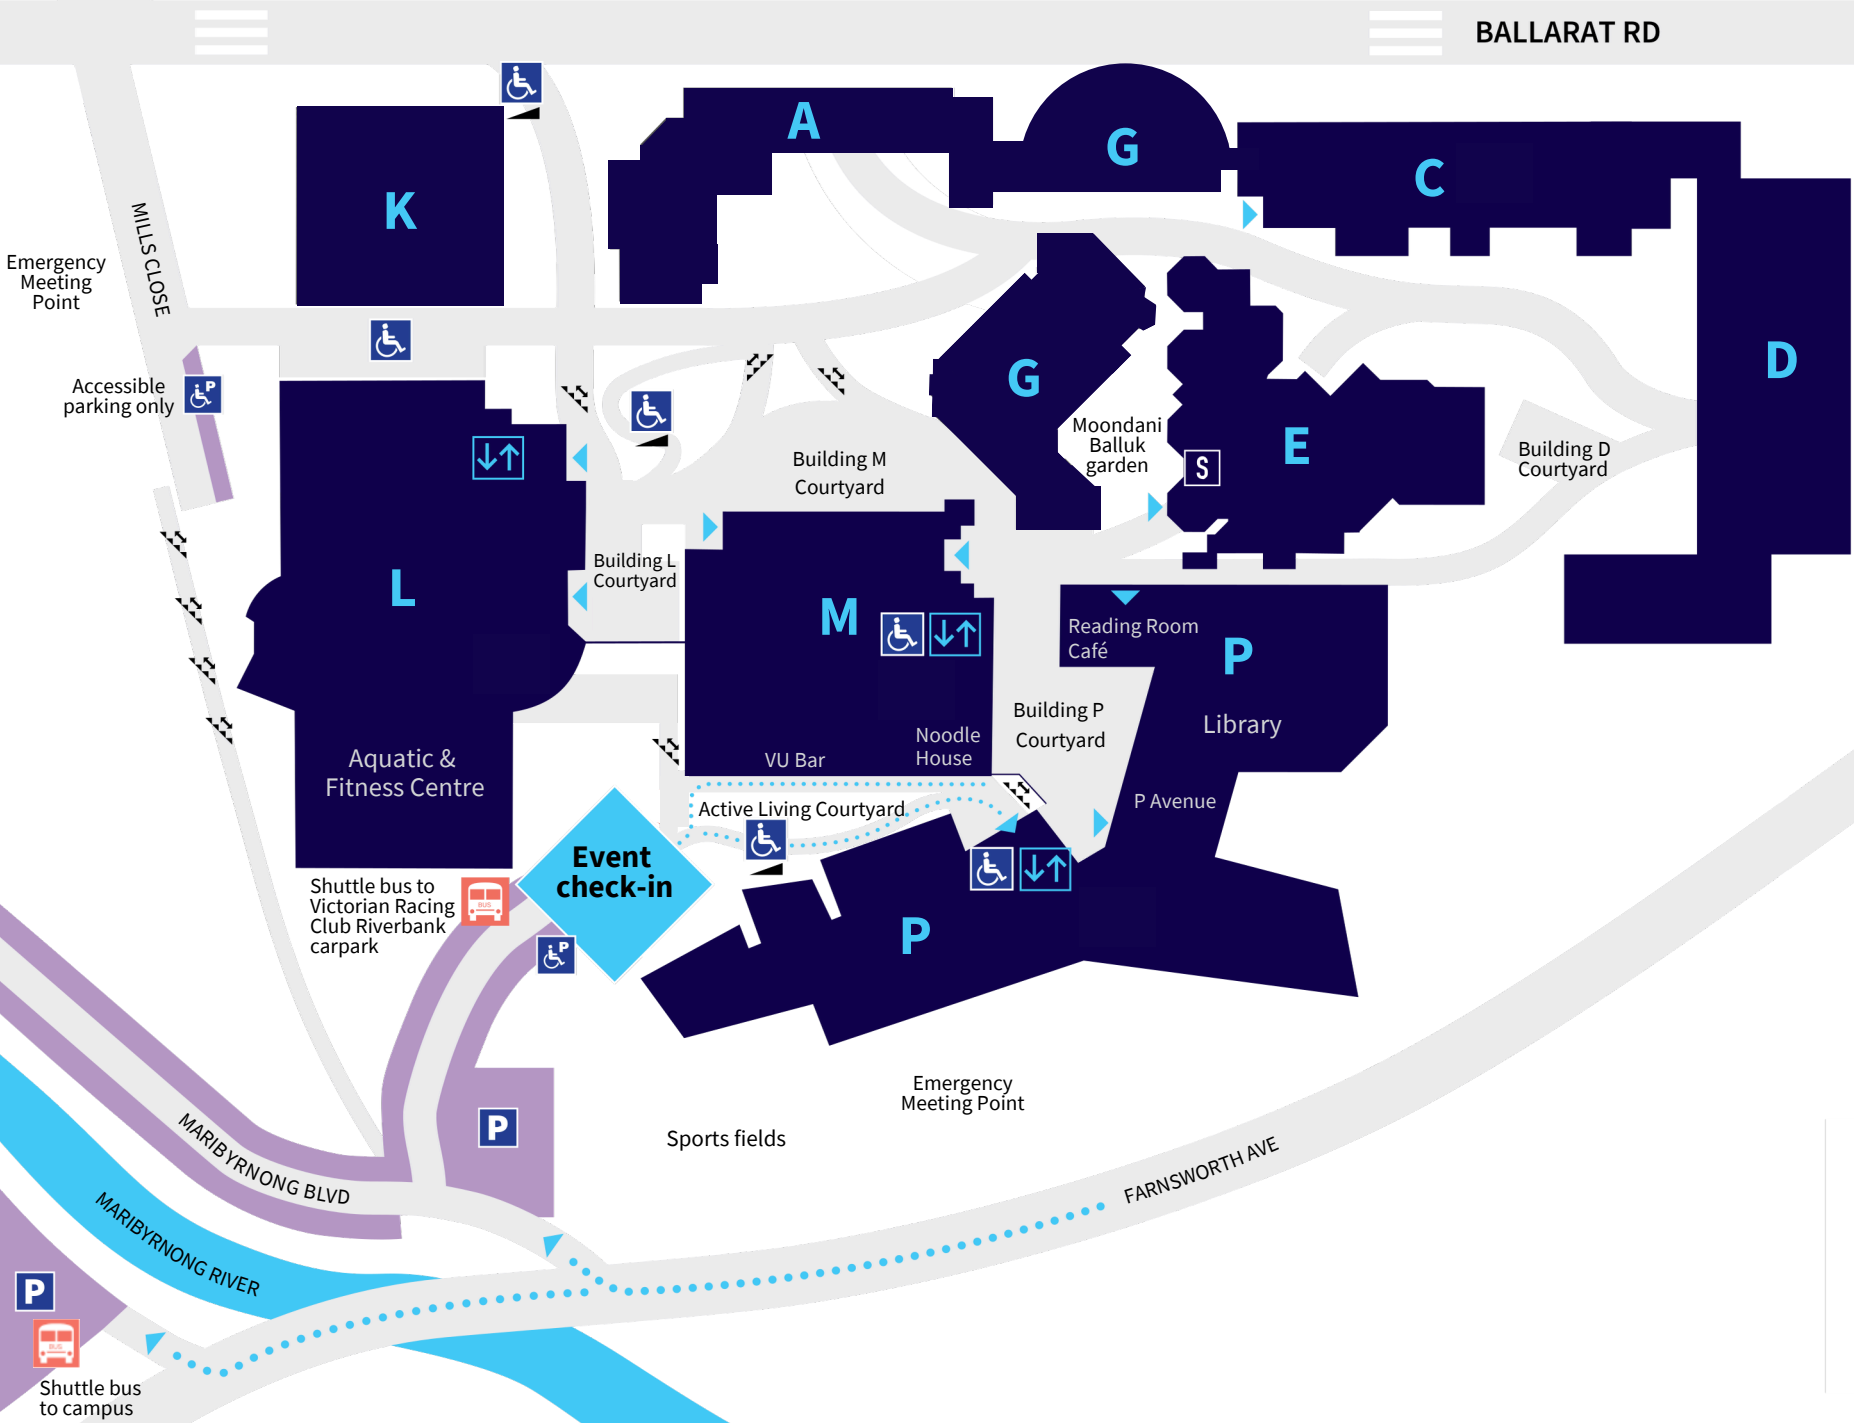 BALLARAT RD
A
G
C
K
MILLS CLOSE
Emergency
Meeting
Point
G
D
Accessible
parking only
P
Moondani
Balluk
garden
E
S
Building D
Courtyard
Building M
Courtyard
Building L
Courtyard
L
M
Reading Room
Café
P
Library
Building P
Courtyard
Noodle
House
VU Bar
Aquatic &
Fitness Centre
Active Living Courtyard
P Avenue
Event
check-in
Shuttle bus to
Victorian Racing
Club Riverbank
carpark
BUS
P
P
Emergency
Meeting Point
P
Sports fields
MARIBYRNONG BLVD
FARNSWORTH AVE
MARIBYRNONG RIVER
P
BUS
Shuttle bus
to campus